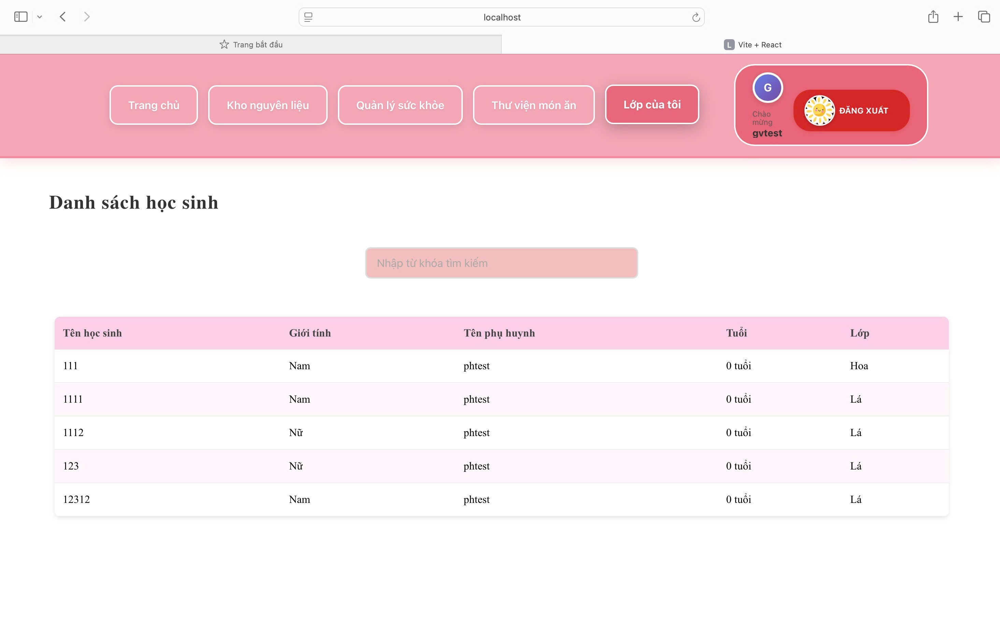 localhost
Trang bắt đầu
L Vite + React
Trang chủ
Kho nguyên liệu
Quản lý sức khỏe
Thư viện món ăn
Lớp của tôi
G
Chào
mừng
gvtest
ĐĂNG XUẤT
Danh sách học sinh
Nhập từ khóa tìm kiếm
Tên học sinh Giới tính Tên phụ huynh Tuổi Lớp
111 Nam phtest 0 tuổi Hoa
1111 Nam phtest 0 tuổi Lá
1112 Nữ phtest 0 tuổi Lá
123 Nữ phtest 0 tuổi Lá
12312 Nam phtest 0 tuổi Lá